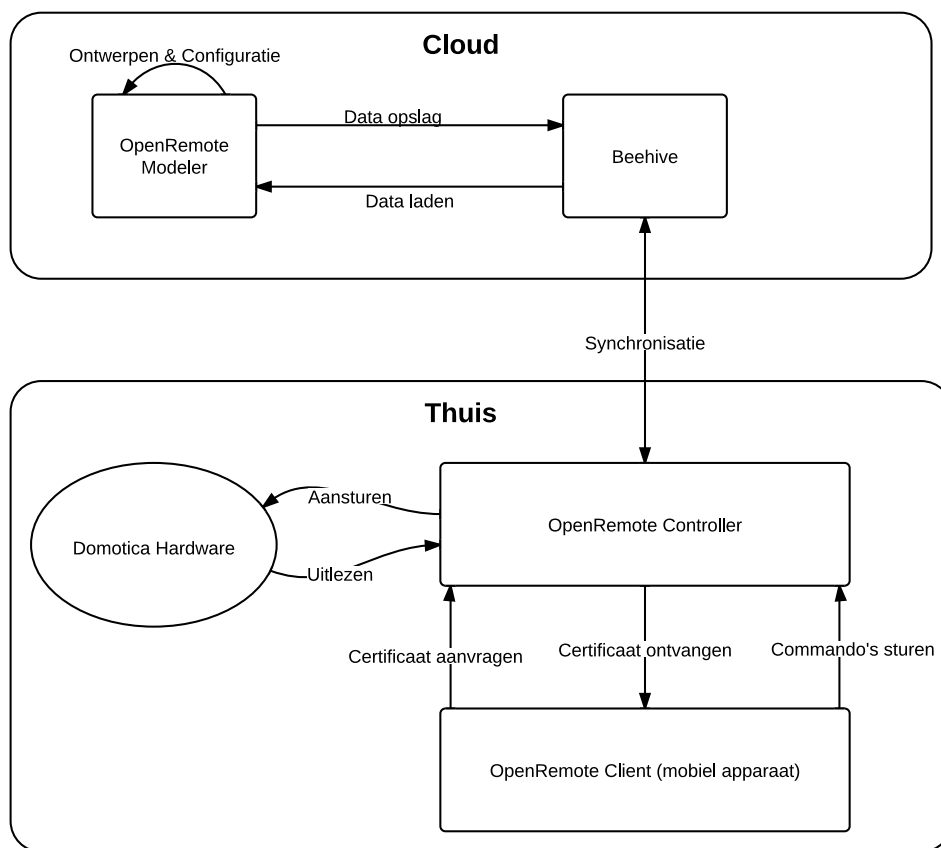 Cloud
Ontwerpen & Configuratie
OpenRemote
Modeler
Data opslag
Beehive
Data laden
Synchronisatie
Thuis
Aansturen
OpenRemote Controller
Domotica Hardware
Uitlezen
Certificaat aanvragen
Certificaat ontvangen
Commando's sturen
OpenRemote Client (mobiel apparaat)